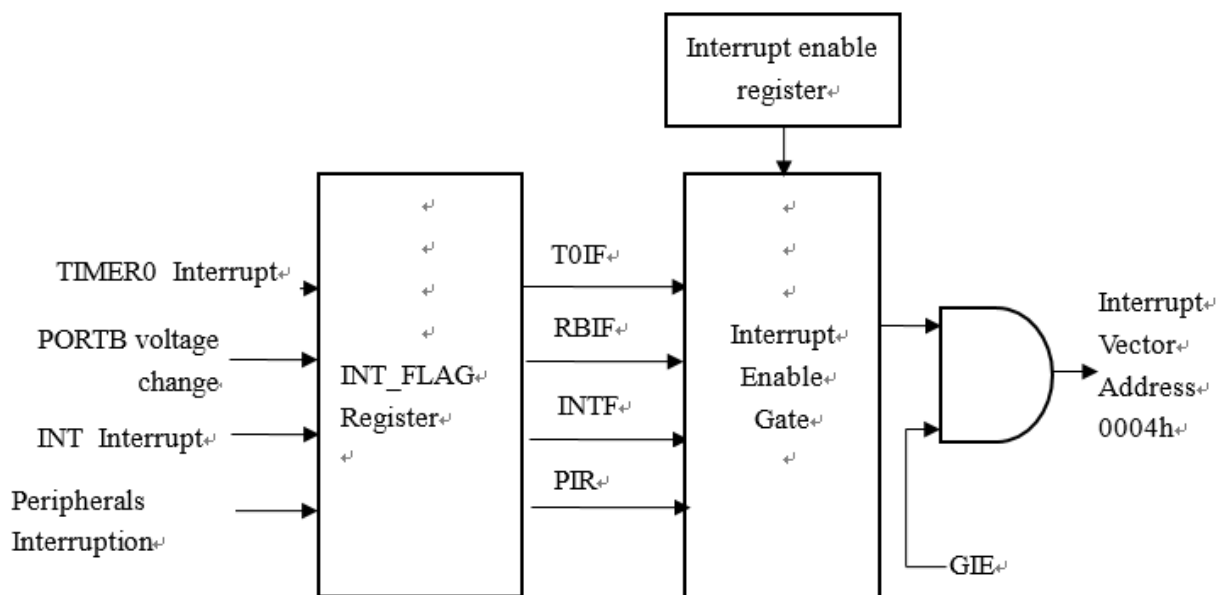 Interrupt enable
register↵
TIMER0 Interrupt↵
PORTB voltage
change↵
INT Interrupt↵
Peripherals
Interruption↵
↵
↵
↵
↵
INT_FLAG↵
Register↵
↵
T0IF↵
RBIF↵
INTF↵
PIR↵
↵
↵
↵
Interrupt↵
Enable↵
Gate↵
↵
GIE↵
Interrupt↵
Vector↵
Address↵
0004h↵